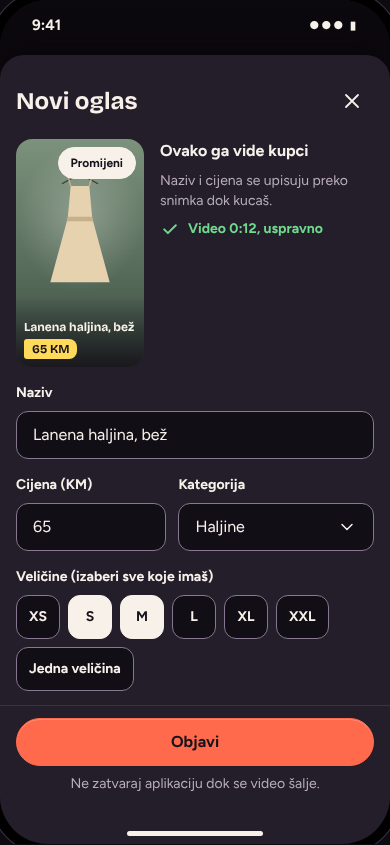 9:41
Novi oglas
Promijeni
Lanena haljina, bež
65 KM
Ovako ga vide kupci
Naziv i cijena se upisuju preko
snimka dok kucaš.
Video 0:12, uspravno
Naziv
Lanena haljina, bež
Cijena (KM)
Kategorija
65
Haljine
Veličine (izaberi sve koje imaš)
XS
S
M
L
XL
XXL
Jedna veličina
Objavi
Ne zatvaraj aplikaciju dok se video šalje.